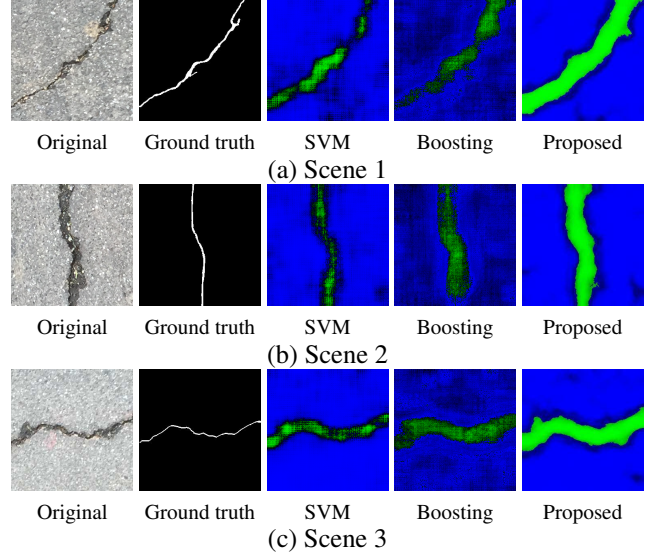 Original Ground truth SVM Boosting Proposed
(a) Scene 1
Original Ground truth SVM Boosting Proposed
(b) Scene 2
Original Ground truth SVM Boosting Proposed
(c) Scene 3